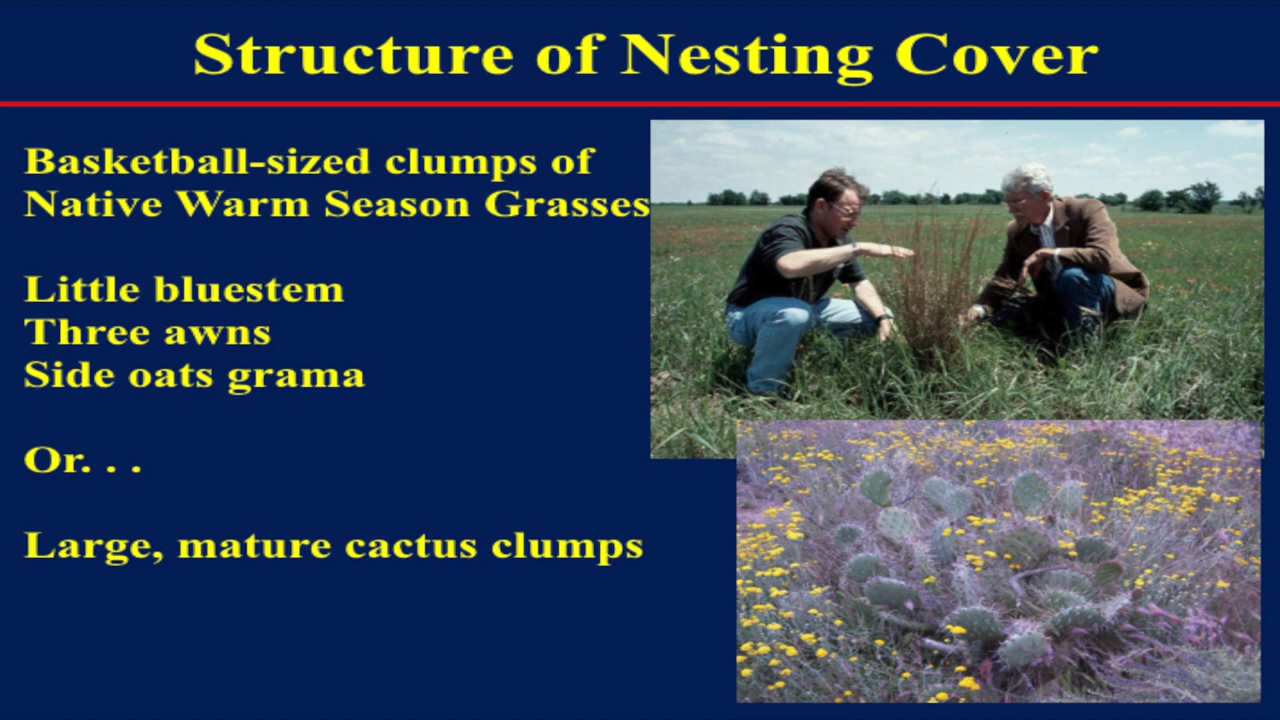 Structure of Nesting Cover
Basketball-sized clumps of
Native Warm Season Grasses
Little bluestem
Three awns
Side oats grama
Or. . .
Large, mature cactus clumps